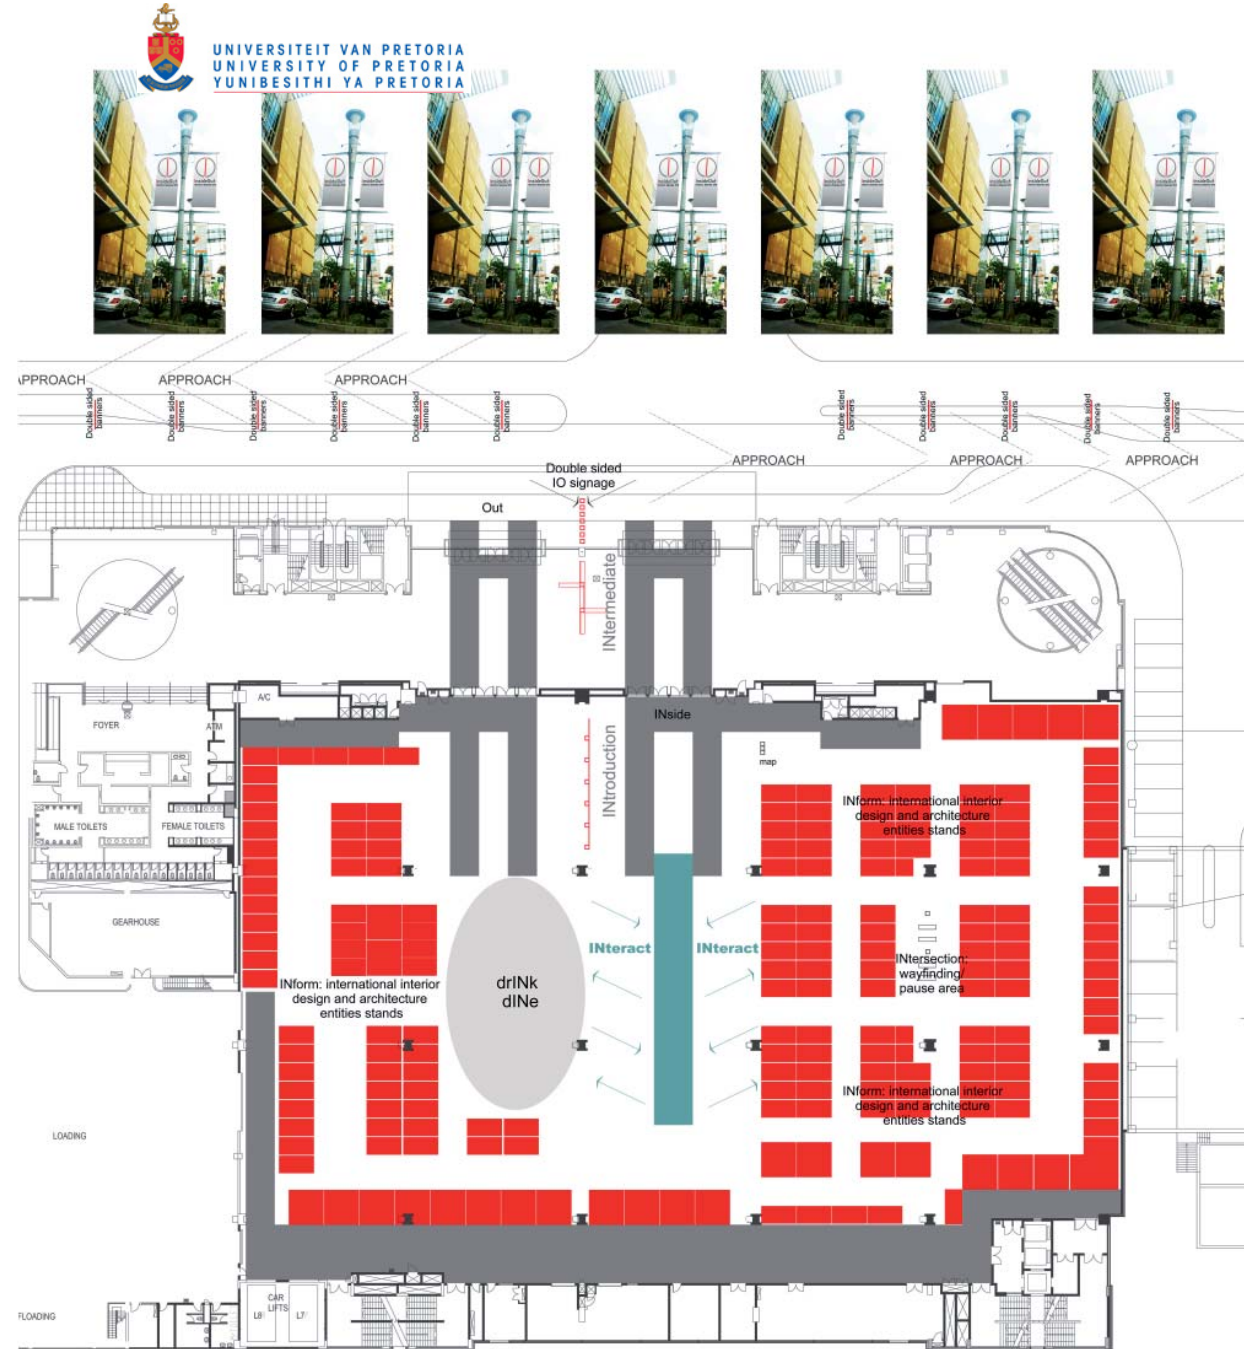 UNIVERSITEIT VAN PRETORIA
UNIVERSITY OF PRETORIA
YUNIBESITHI YA PRETORIA
APPROACH
APPROACH
APPROACH
Double sided
banners
Double sided
banners
Double sided
banners
Double sided
banners
Double sided
banners
Double sided
banners
Double sided
banners
Double sided
banners
Double sided
banners
Double sided
banners
Double sided
banners
APPROACH
APPROACH
APPROACH
Double sided
IO signage
Out
INtermediate
A/C
FOYER
ATM
INside
INtroduction
map
MALE TOILETS
FEMALE TOILETS
INform: international interior
design and architecture
entities stands
GEARHOUSE
INteract
INteract
drINk
dINe
INtersection:
wayfinding/
pause area
INform: international interior
design and architecture
entities stands
INform: international interior
design and architecture
entities stands
LOADING
CAR
LIFTS
L8
L7
FLOADING